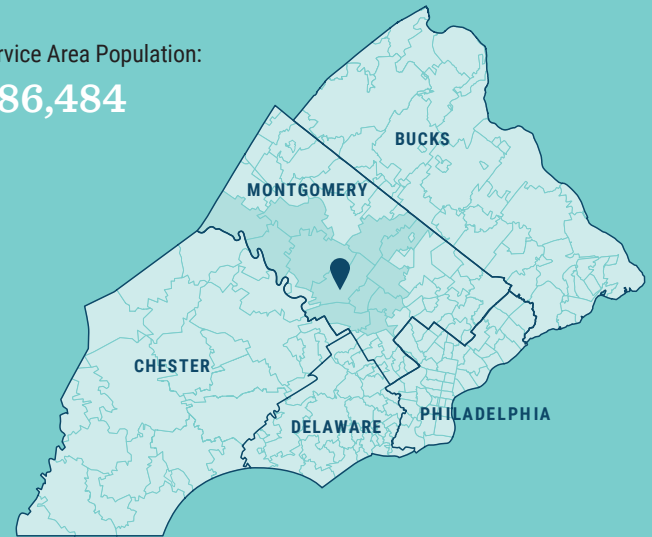 rvice Area Population:
86,484
BUCKS
MONTGOMERY
CHESTER
PHILADELPHIA
DELAWARE